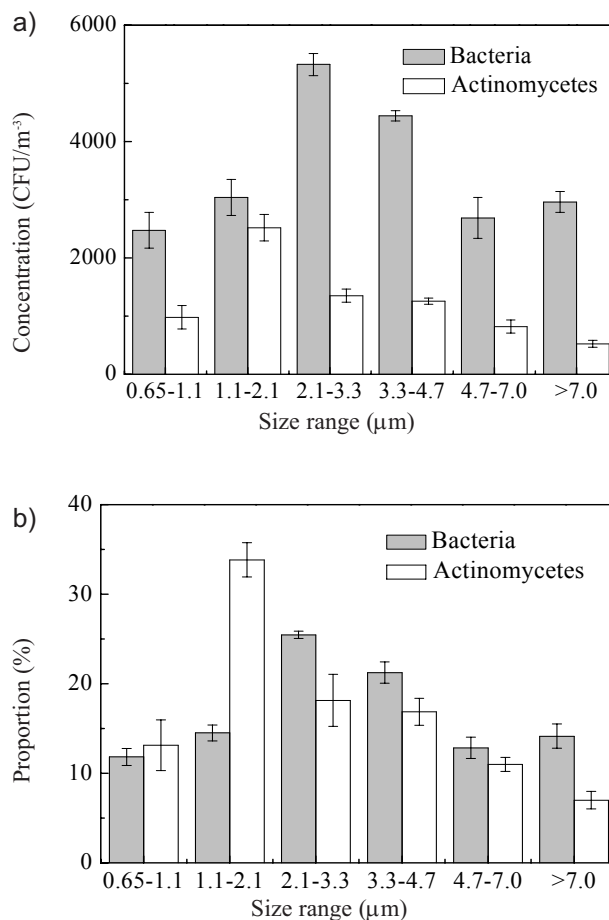 a)
6000
4000
2000
0
Concentration (CFU/m⁻³)
Bacteria
Actinomycetes
0.65-1.1 1.1-2.1 2.1-3.3 3.3-4.7 4.7-7.0 >7.0
Size range (μm)
b)
40
30
20
10
0
Proportion (%)
Bacteria
Actinomycetes
0.65-1.1 1.1-2.1 2.1-3.3 3.3-4.7 4.7-7.0 >7.0
Size range (μm)